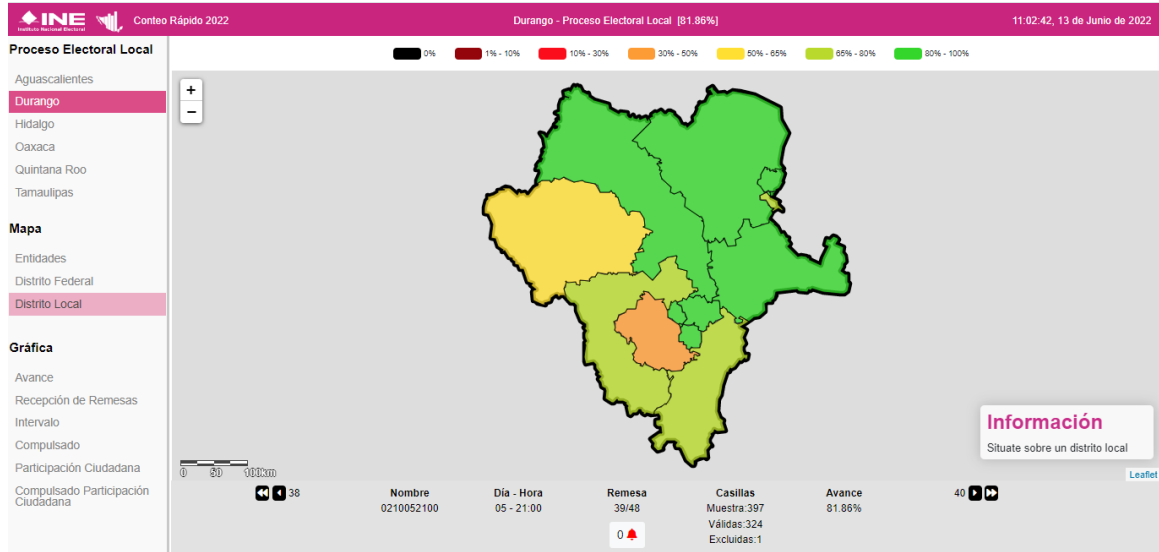 INE
Instituto Nacional Electoral
Conteo Rápido 2022
Durango - Proceso Electoral Local [81.86%]
11:02:42, 13 de Junio de 2022
Proceso Electoral Local
Aguascalientes
Durango
Hidalgo
Oaxaca
Quintana Roo
Tamaulipas
Mapa
Entidades
Distrito Federal
Distrito Local
Gráfica
Avance
Recepción de Remesas
Intervalo
Compulsado
Participación Ciudadana
Compulsado Participación
Ciudadana
0%
1% - 10%
10% - 30%
30% - 50%
50% - 65%
65% - 80%
80% - 100%
+
−
Información
Situate sobre un distrito local
0 50 100km
Leaflet
38
Nombre
0210052100
Día - Hora
05 - 21:00
Remesa
39/48
0
Casillas
Muestra:397
Válidas:324
Excluidas:1
Avance
81.86%
40